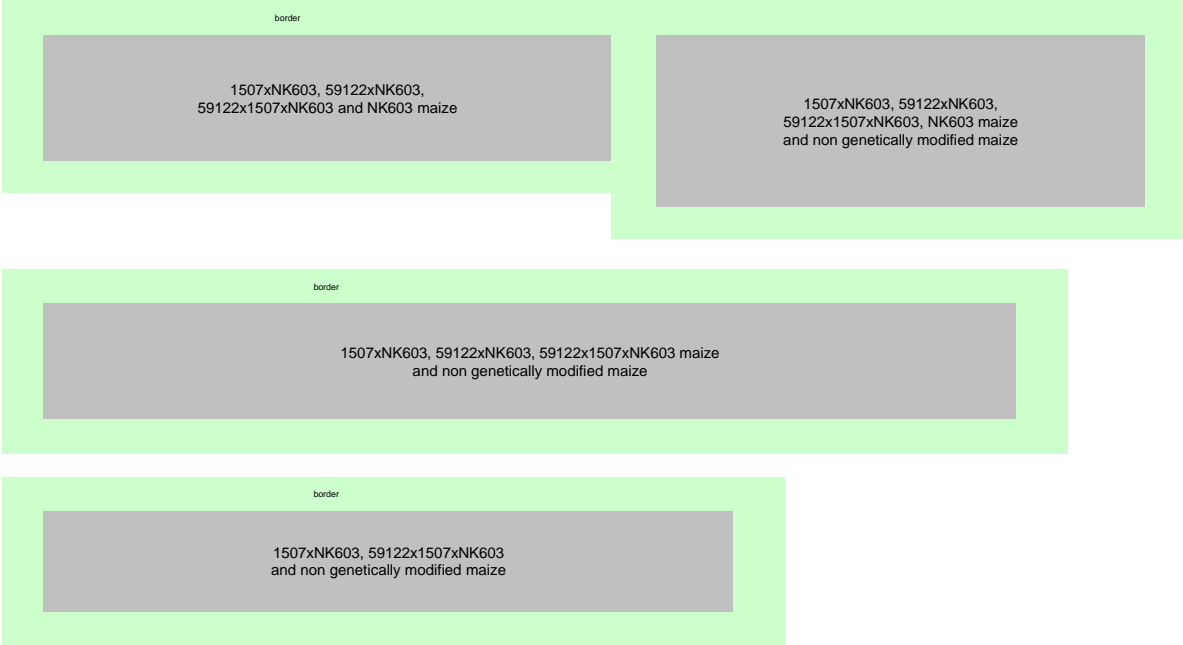 border
1507xNK603, 59122xNK603,
59122x1507xNK603 and NK603 maize
1507xNK603, 59122xNK603,
59122x1507xNK603, NK603 maize
and non genetically modified maize
border
1507xNK603, 59122xNK603, 59122x1507xNK603 maize
and non genetically modified maize
border
1507xNK603, 59122x1507xNK603
and non genetically modified maize